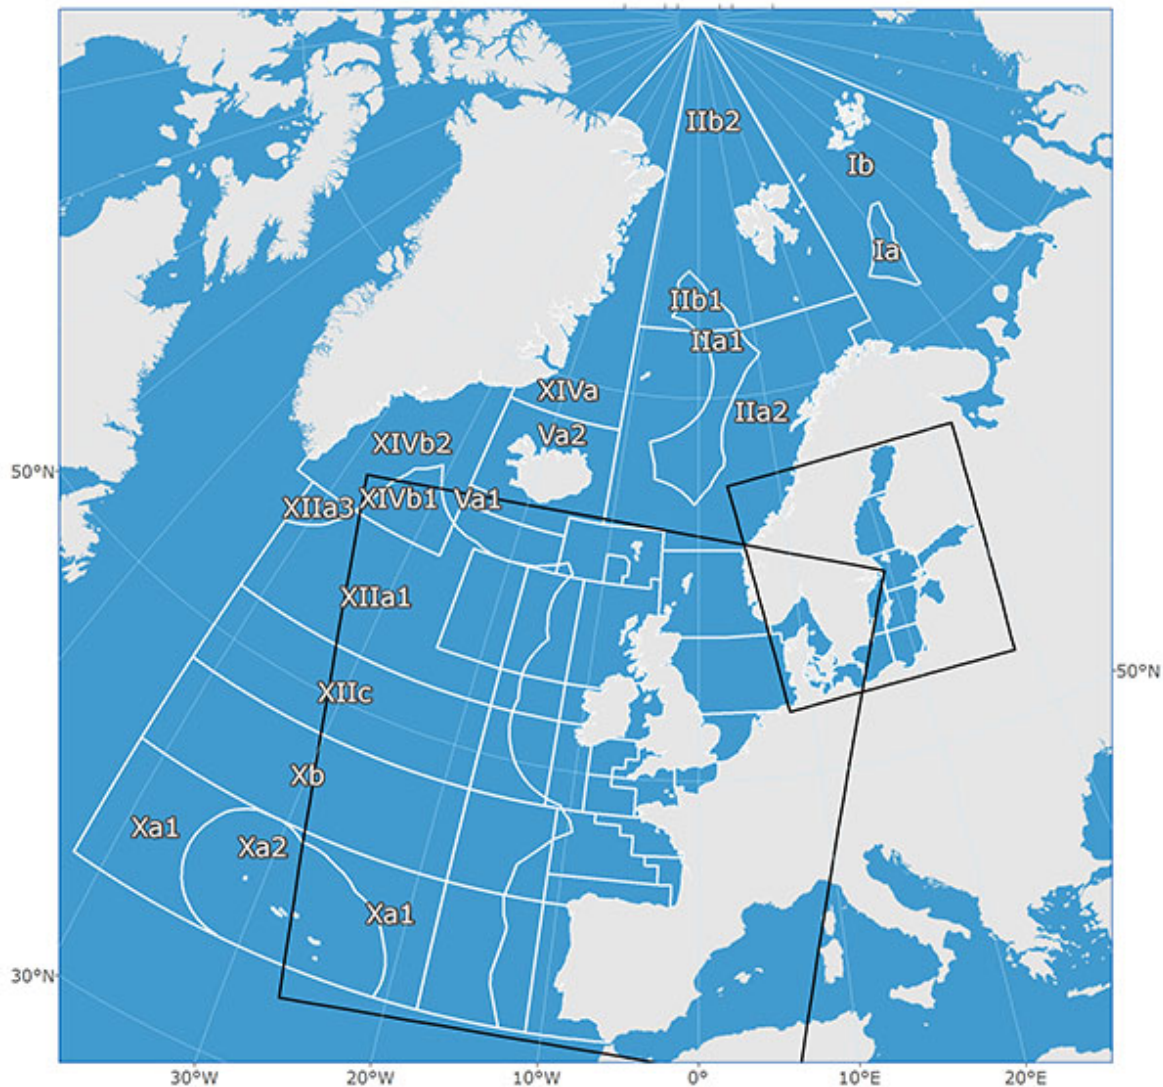 IIb2
Ib
Ia
IIb1
IIa1
XIVa
IIa2
Va2
XIVb2
50°N
XIVb1
Va1
XIIa3
XIIa1
50°N
XIIc
Xb
Xa1
Xa2
Xa1
30°N
30°W
20°W
10°W
0°
10°E
20°E